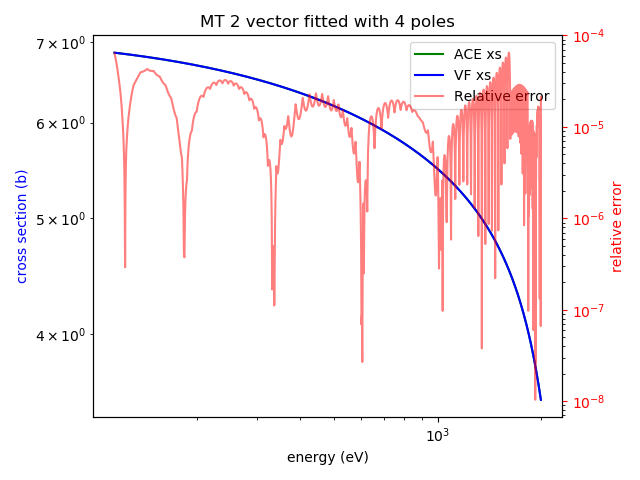 MT 2 vector fitted with 4 poles
ACE xs
VF xs
Relative error
7 × 10⁰
6 × 10⁰
5 × 10⁰
4 × 10⁰
cross section (b)
10⁻⁴
10⁻⁵
10⁻⁶
10⁻⁷
10⁻⁸
relative error
10³
energy (eV)